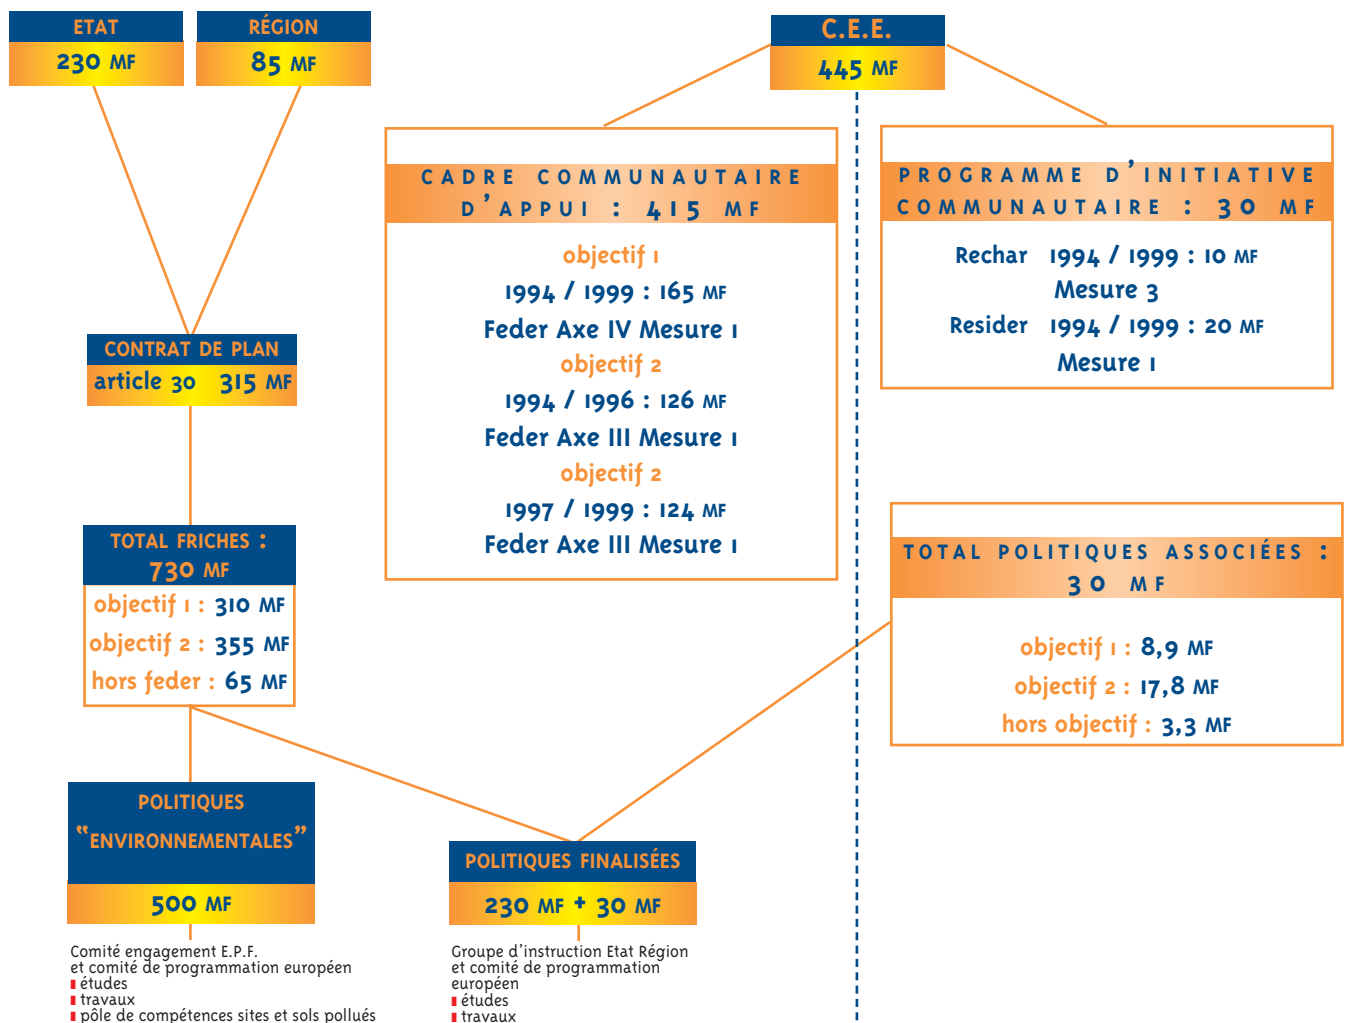 ETAT
230 MF
RÉGION
85 MF
C.E.E.
445 MF
CADRE COMMUNAUTAIRE
D'APPUI : 415 MF
objectif 1
1994 / 1999 : 165 MF
Feder Axe IV Mesure 1
objectif 2
1994 / 1996 : 126 MF
Feder Axe III Mesure 1
objectif 2
1997 / 1999 : 124 MF
Feder Axe III Mesure 1
PROGRAMME D'INITIATIVE
COMMUNAUTAIRE : 30 MF
Rechar 1994 / 1999 : 10 MF
Mesure 3
Resider 1994 / 1999 : 20 MF
Mesure 1
CONTRAT DE PLAN
article 30 315 MF
TOTAL FRICHES :
730 MF
objectif 1 : 310 MF
objectif 2 : 355 MF
hors feder : 65 MF
TOTAL POLITIQUES ASSOCIÉES :
30 MF
objectif 1 : 8,9 MF
objectif 2 : 17,8 MF
hors objectif : 3,3 MF
POLITIQUES
“ENVIRONNEMENTALES”
500 MF
Comité engagement E.P.F.
et comité de programmation européen
études
travaux
pôle de compétences sites et sols pollués
POLITIQUES FINALISÉES
230 MF + 30 MF
Groupe d'instruction Etat Région
et comité de programmation
européen
études
travaux